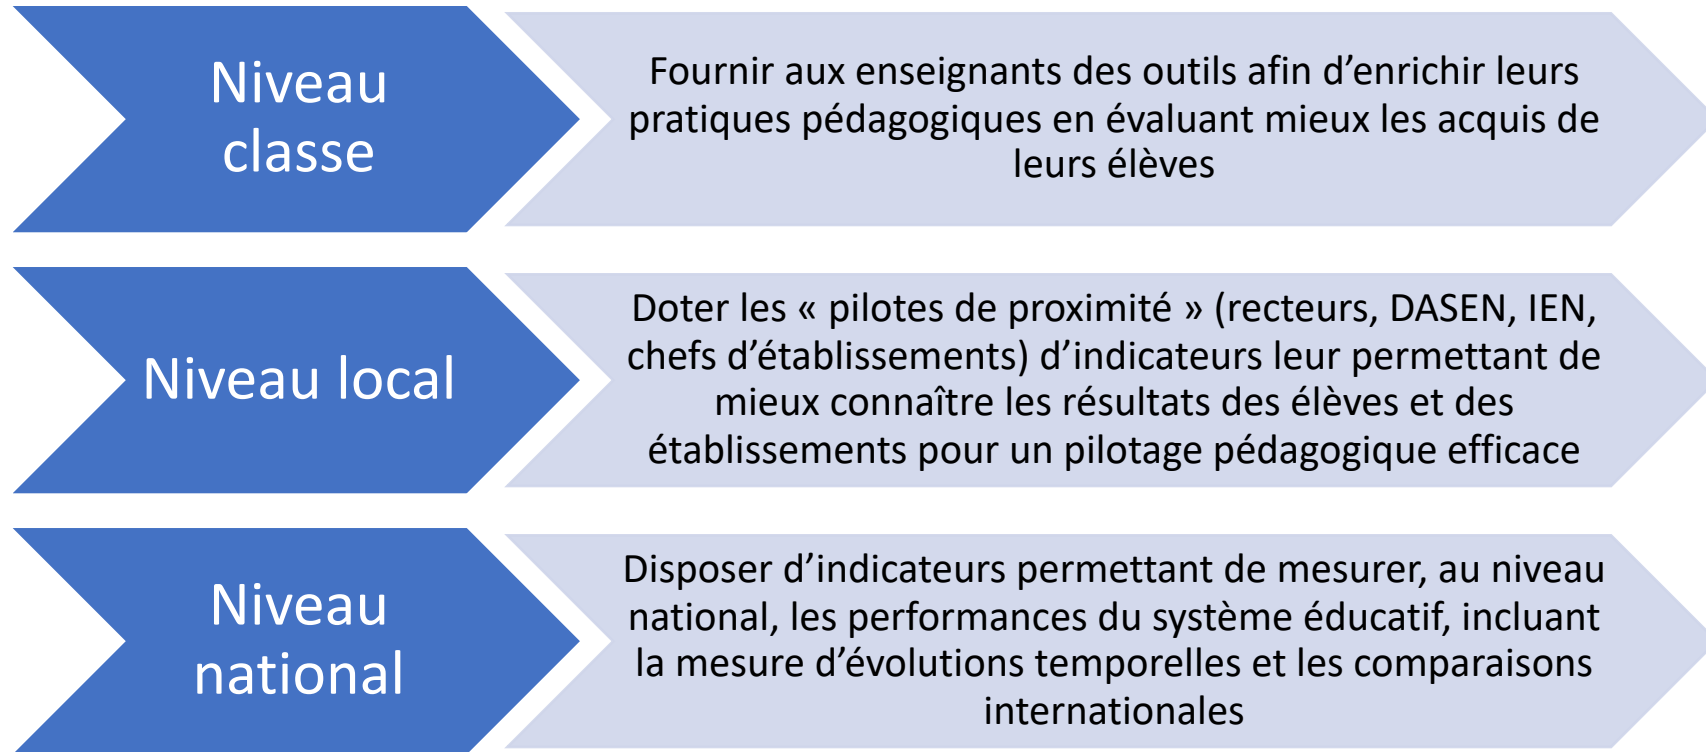 Niveau
classe
Fournir aux enseignants des outils afin d’enrichir leurs
pratiques pédagogiques en évaluant mieux les acquis de
leurs élèves
Niveau local
Doter les « pilotes de proximité » (recteurs, DASEN, IEN,
chefs d’établissements) d’indicateurs leur permettant de
mieux connaître les résultats des élèves et des
établissements pour un pilotage pédagogique efficace
Niveau
national
Disposer d’indicateurs permettant de mesurer, au niveau
national, les performances du système éducatif, incluant
la mesure d’évolutions temporelles et les comparaisons
internationales